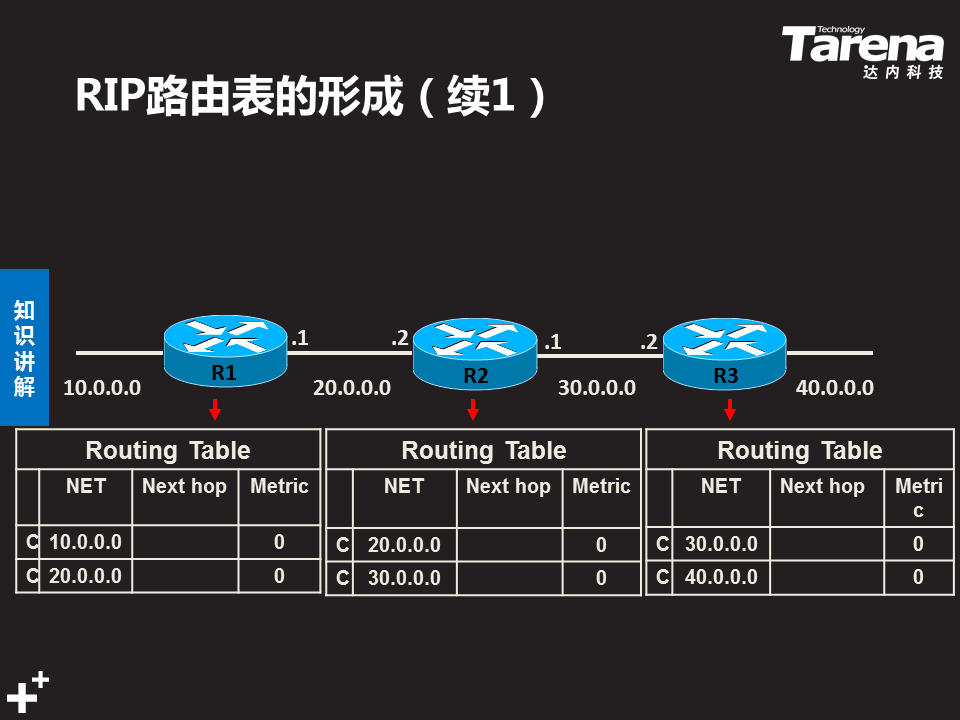 Technology
Tarena
达内科技
RIP路由表的形成（续1）
知识讲解
.1 .2 .1 .2
R1 R2 R3
10.0.0.0 20.0.0.0 30.0.0.0 40.0.0.0
Routing Table
NET Next hop Metric
C 10.0.0.0 0
C 20.0.0.0 0
Routing Table
NET Next hop Metric
C 20.0.0.0 0
C 30.0.0.0 0
Routing Table
NET Next hop Metric
C 30.0.0.0 0
C 40.0.0.0 0